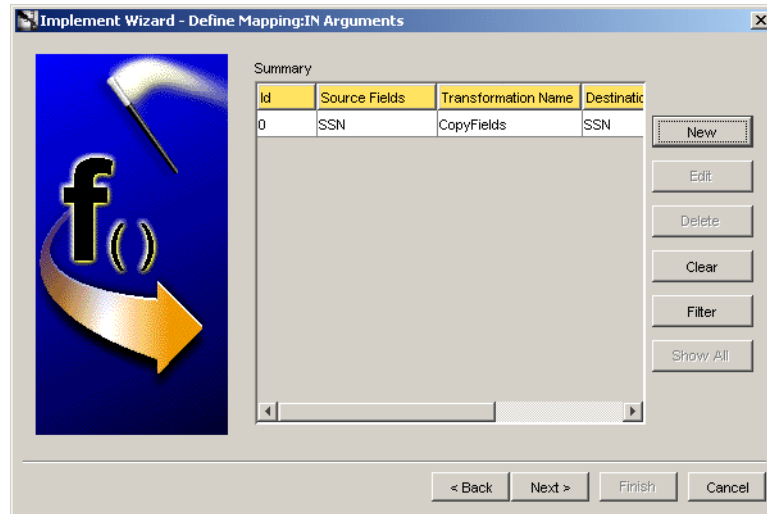 Implement Wizard - Define Mapping:IN Arguments
Summary
Id Source Fields Transformation Name Destinatio
0 SSN CopyFields SSN
New
Edit
Delete
Clear
Filter
Show All
f()
< Back Next > Finish Cancel